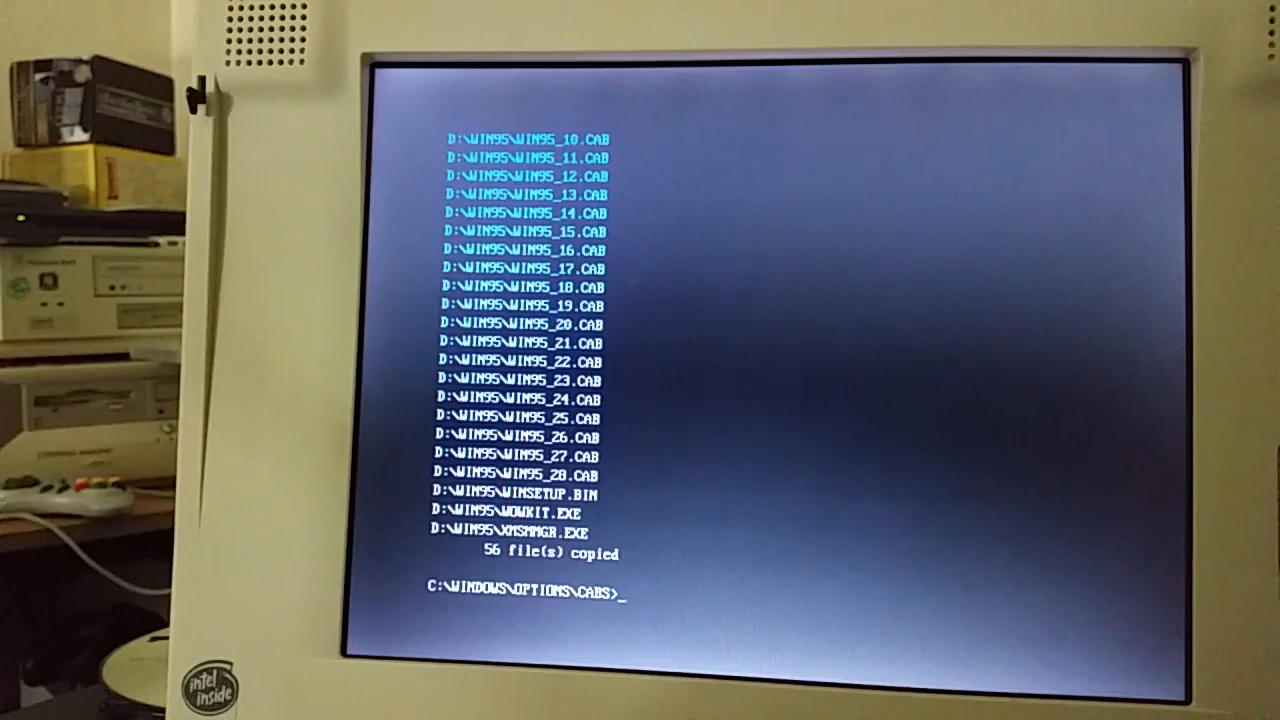 D:\WIN95\WIN95_10.CAB
D:\WIN95\WIN95_11.CAB
D:\WIN95\WIN95_12.CAB
D:\WIN95\WIN95_13.CAB
D:\WIN95\WIN95_14.CAB
D:\WIN95\WIN95_15.CAB
D:\WIN95\WIN95_16.CAB
D:\WIN95\WIN95_17.CAB
D:\WIN95\WIN95_18.CAB
D:\WIN95\WIN95_19.CAB
D:\WIN95\WIN95_20.CAB
D:\WIN95\WIN95_21.CAB
D:\WIN95\WIN95_22.CAB
D:\WIN95\WIN95_23.CAB
D:\WIN95\WIN95_24.CAB
D:\WIN95\WIN95_25.CAB
D:\WIN95\WIN95_26.CAB
D:\WIN95\WIN95_27.CAB
D:\WIN95\WIN95_28.CAB
D:\WIN95\WINSETUP.BIN
D:\WIN95\WOWKIT.EXE
D:\WIN95\XMSMMGR.EXE
56 file(s) copied
C:\WINDOWS\OPTIONS\CABS>_
intel
inside